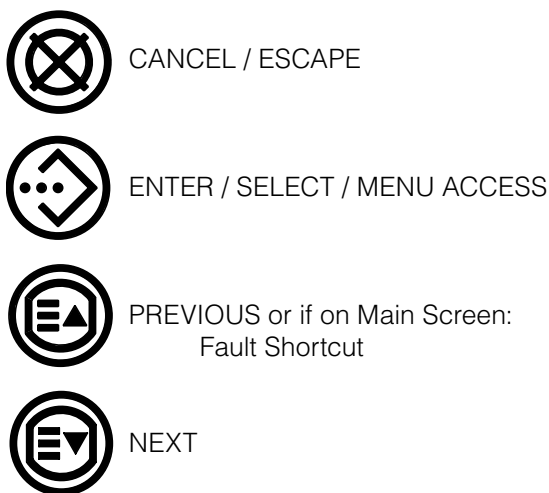 CANCEL / ESCAPE
ENTER / SELECT / MENU ACCESS
PREVIOUS or if on Main Screen:
Fault Shortcut
NEXT